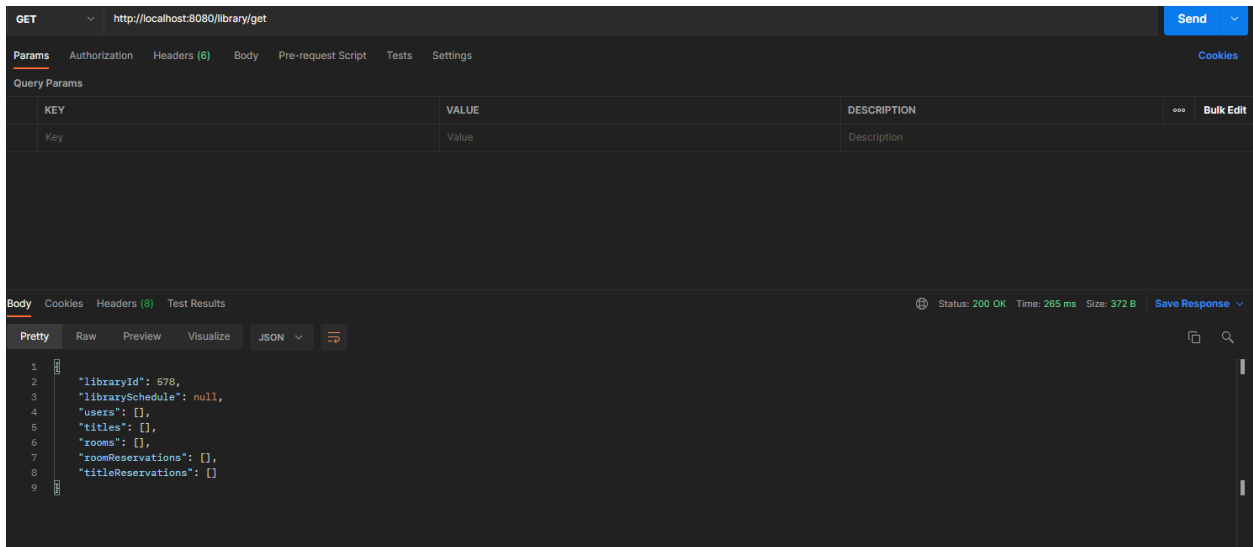 GET http://localhost:8080/library/get Send
Params Authorization Headers (6) Body Pre-request Script Tests Settings Cookies
Query Params
KEY VALUE DESCRIPTION ooo Bulk Edit
Key Value Description
Body Cookies Headers (8) Test Results Status: 200 OK Time: 265 ms Size: 372 B Save Response
Pretty Raw Preview Visualize JSON
1 {
2 "libraryId": 578,
3 "librarySchedule": null,
4 "users": [],
5 "titles": [],
6 "rooms": [],
7 "roomReservations": [],
8 "titleReservations": []
9 }